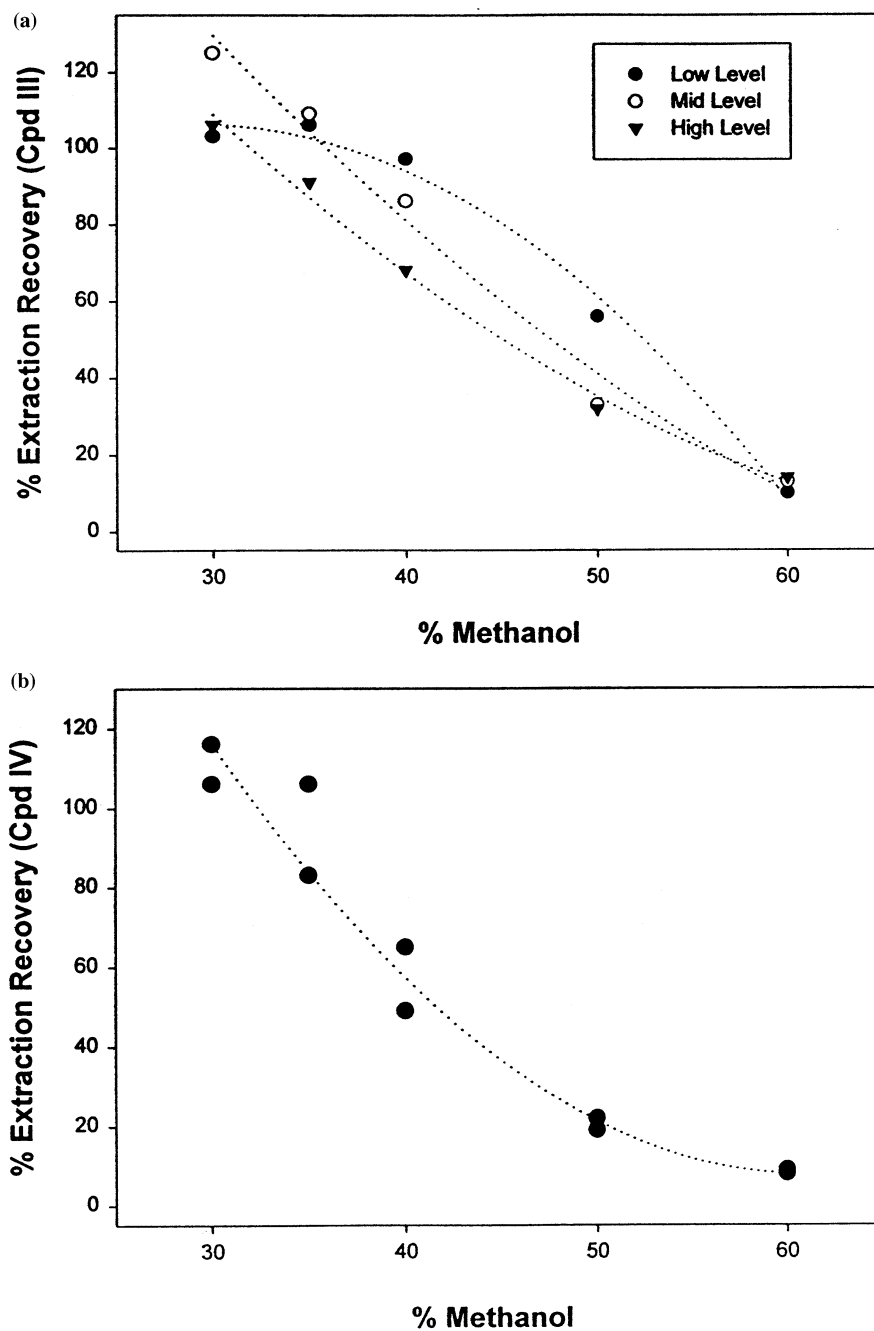 (a)
% Extraction Recovery (Cpd III)
120
100
80
60
40
20
0
Low Level
Mid Level
High Level
30 40 50 60
% Methanol
(b)
% Extraction Recovery (Cpd IV)
120
100
80
60
40
20
0
30 40 50 60
% Methanol